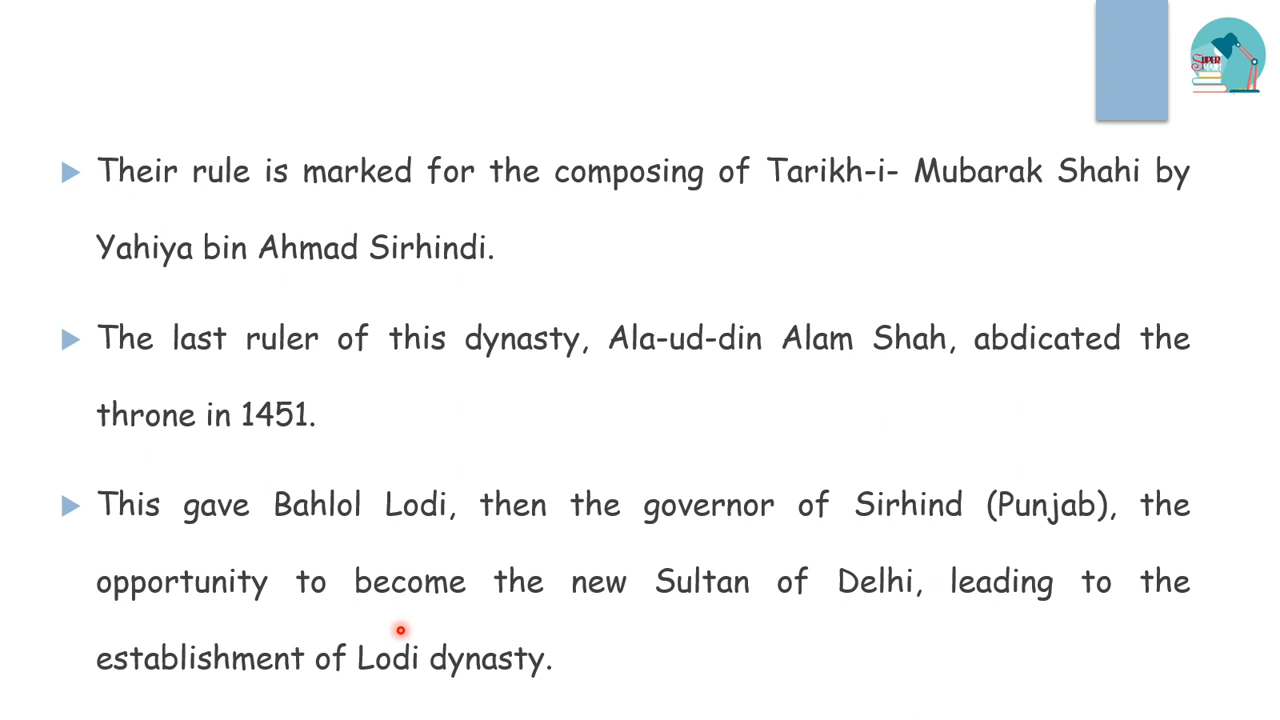 Their rule is marked for the composing of Tarikh-i- Mubarak Shahi by
Yahiya bin Ahmad Sirhindi.
The last ruler of this dynasty, Ala-ud-din Alam Shah, abdicated the
throne in 1451.
This gave Bahlol Lodi, then the governor of Sirhind (Punjab), the
opportunity to become the new Sultan of Delhi, leading to the
establishment of Lodi dynasty.